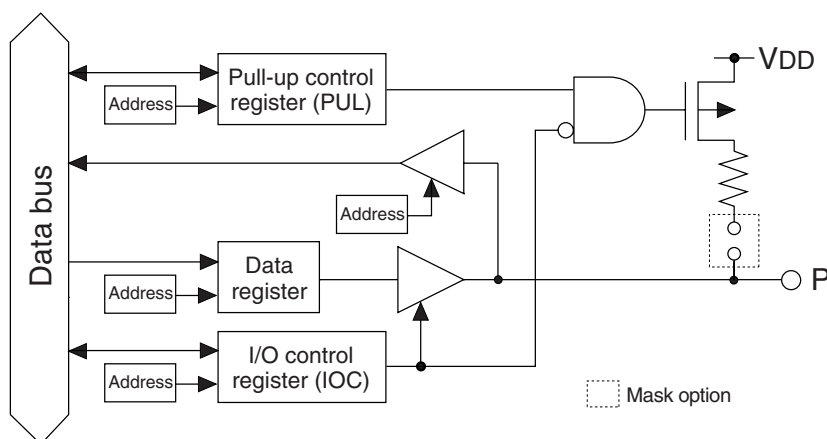 VDD
Pull-up control
register (PUL)
Address
Address
Data bus
Data
register
Address
P
I/O control
register (IOC)
Address
Mask option